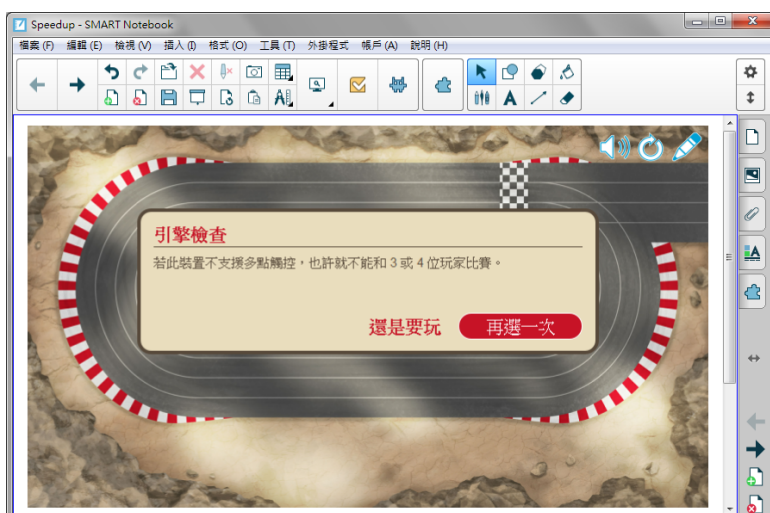 Speedup - SMART Notebook
檔案 (F) 編輯 (E) 檢視 (V) 插入 (I) 格式 (O) 工具 (T) 外掛程式 帳戶 (A) 說明 (H)
引擎檢查
若此裝置不支援多點觸控，也許就不能和 3 或 4 位玩家比賽。
還是要玩 再選一次